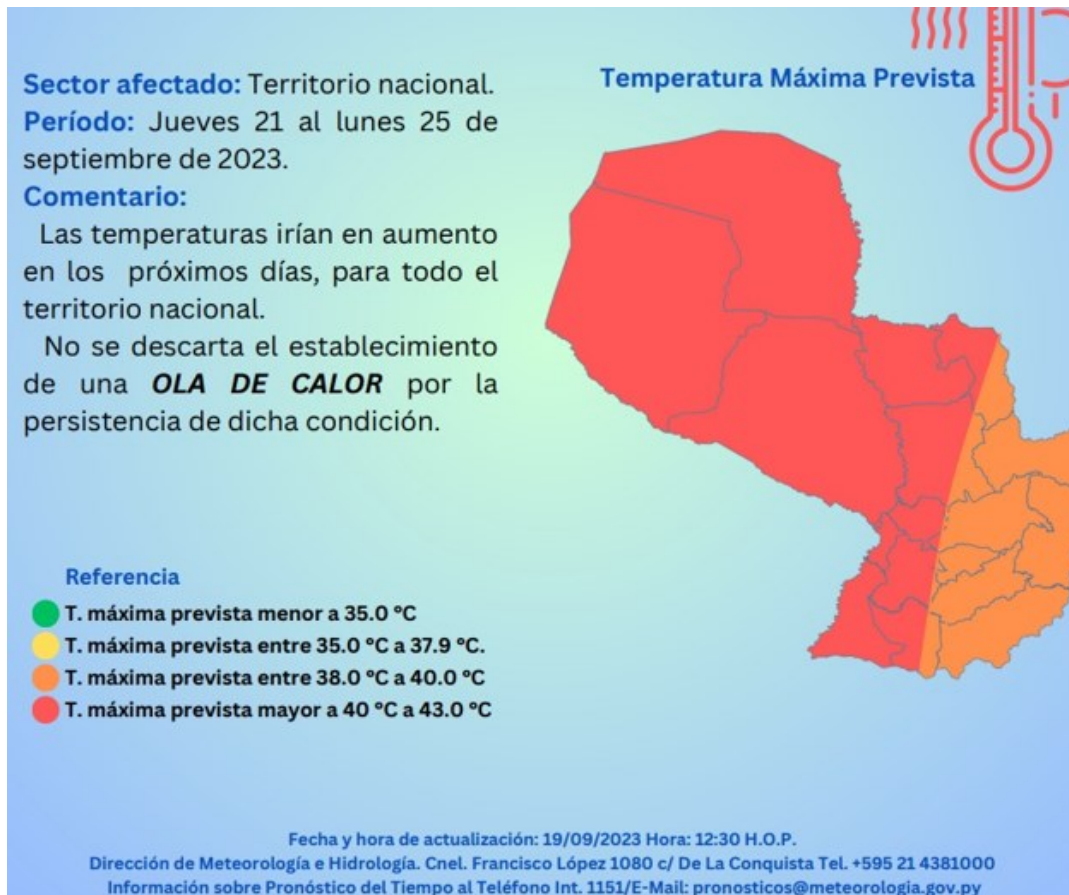 Sector afectado: Territorio nacional.
Período: Jueves 21 al lunes 25 de
septiembre de 2023.
Comentario:
Las temperaturas irían en aumento
en los próximos días, para todo el
territorio nacional.
No se descarta el establecimiento
de una OLA DE CALOR por la
persistencia de dicha condición.
Temperatura Máxima Prevista
Referencia
T. máxima prevista menor a 35.0 °C
T. máxima prevista entre 35.0 °C a 37.9 °C.
T. máxima prevista entre 38.0 °C a 40.0 °C
T. máxima prevista mayor a 40 °C a 43.0 °C
Fecha y hora de actualización: 19/09/2023 Hora: 12:30 H.O.P.
Dirección de Meteorología e Hidrología. Cnel. Francisco López 1080 c/ De La Conquista Tel. +595 21 4381000
Información sobre Pronóstico del Tiempo al Teléfono Int. 1151/E-Mail: pronosticos@meteorologia.gov.py